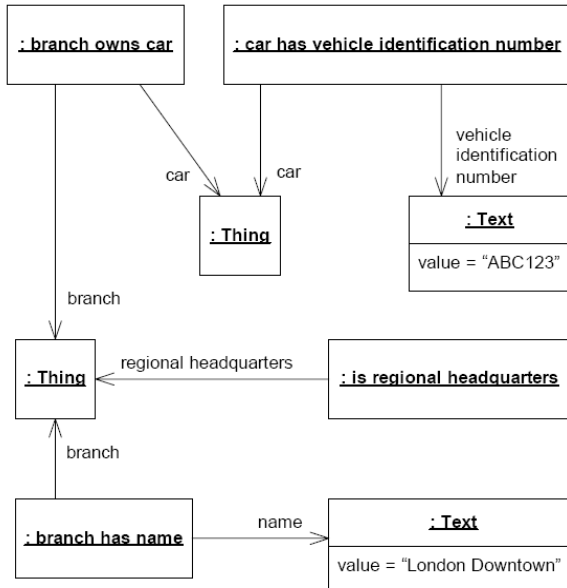 : branch owns car
: car has vehicle identification number
vehicle
identification
number
car
car
: Text
: Thing
value = “ABC123”
branch
regional headquarters
: Thing
: is regional headquarters
branch
name
: Text
: branch has name
value = “London Downtown”